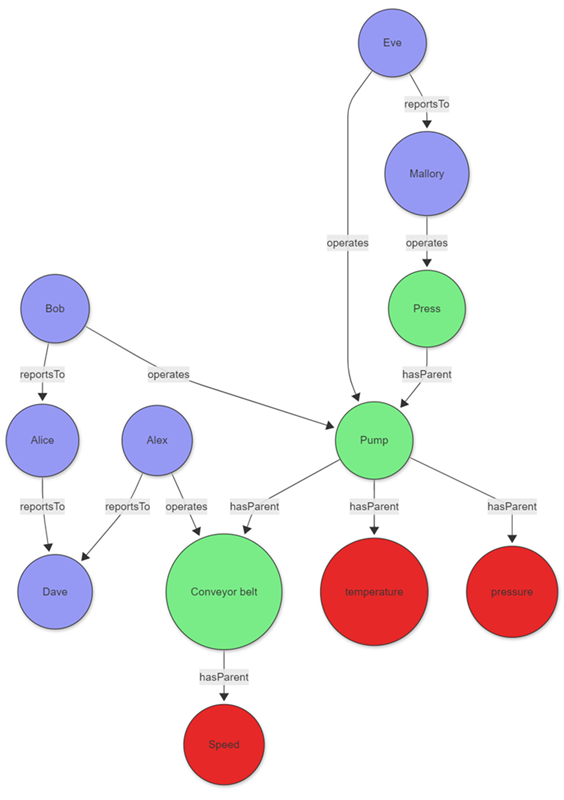 Eve
reportsTo
Mallory
operates
operates
Bob
Press
reportsTo
operates
hasParent
Alice
Alex
Pump
reportsTo
reportsTo
operates
hasParent
hasParent
hasParent
Dave
Conveyor belt
temperature
pressure
hasParent
Speed